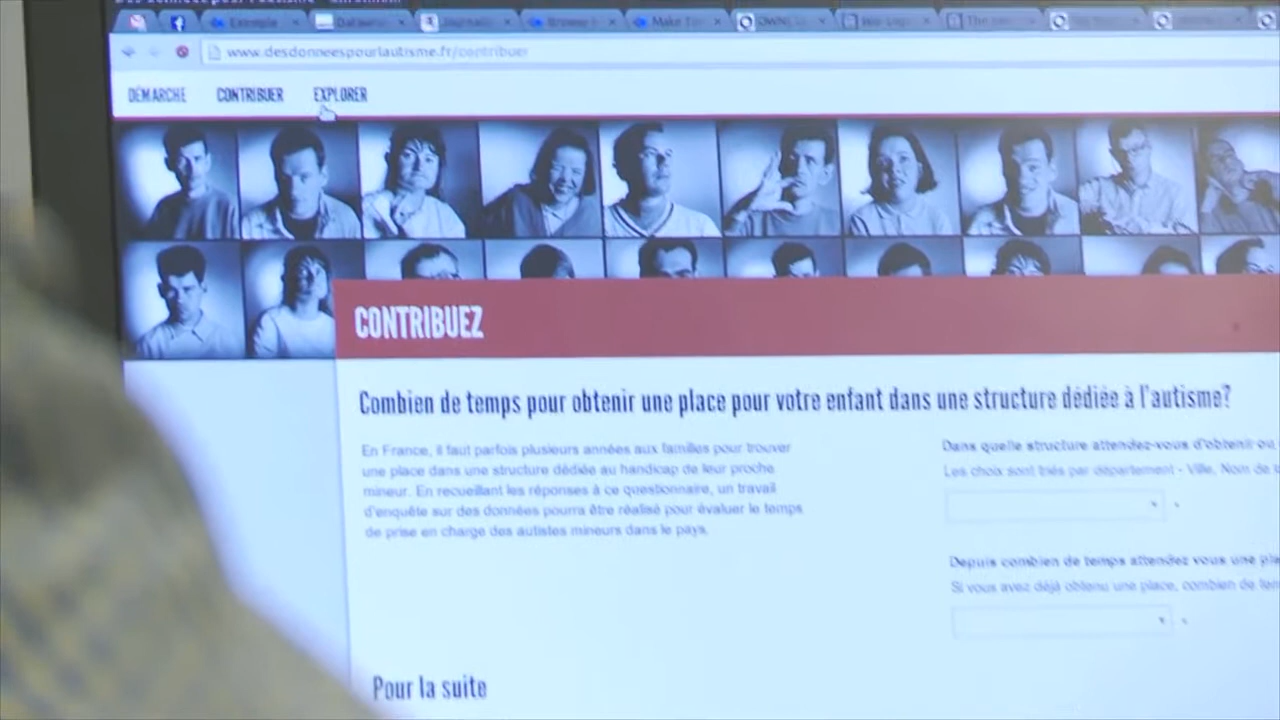 Exemple
Make
www.desdonneespourlautisme.fr/contribuer
DÉMARCHE CONTRIBUER EXPLORER
CONTRIBUEZ
Combien de temps pour obtenir une place pour votre enfant dans une structure dédiée à l'autisme?
En France, il faut parfois plusieurs années aux familles pour trouver
une place dans une structure dédiée au handicap de leur proche
mineur. En recueillant les réponses à ce questionnaire, un travail
d'enquête sur des données pourra être réalisé pour évaluer le temps
de prise en charge des autistes mineurs dans le pays.
Dans quelle structure attendez-vous d'obtenir ou
Les choix sont triés par département - Ville, Nom de
Depuis combien de temps attendez vous une
Si vous avez déjà obtenu une place, combien de
Pour la suite